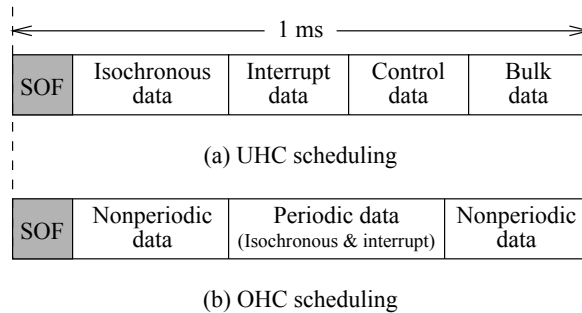 1 ms
SOF
Isochronous data
Interrupt data
Control data
Bulk data
(a) UHC scheduling
SOF
Nonperiodic data
Periodic data
(Isochronous & interrupt)
Nonperiodic data
(b) OHC scheduling